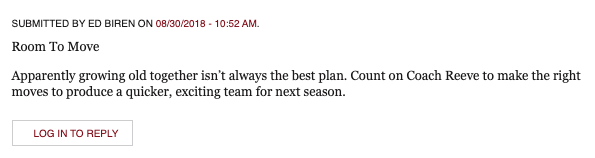 SUBMITTED BY ED BIREN ON 08/30/2018 - 10:52 AM.
Room To Move
Apparently growing old together isn't always the best plan. Count on Coach Reeve to make the right
moves to produce a quicker, exciting team for next season.
LOG IN TO REPLY